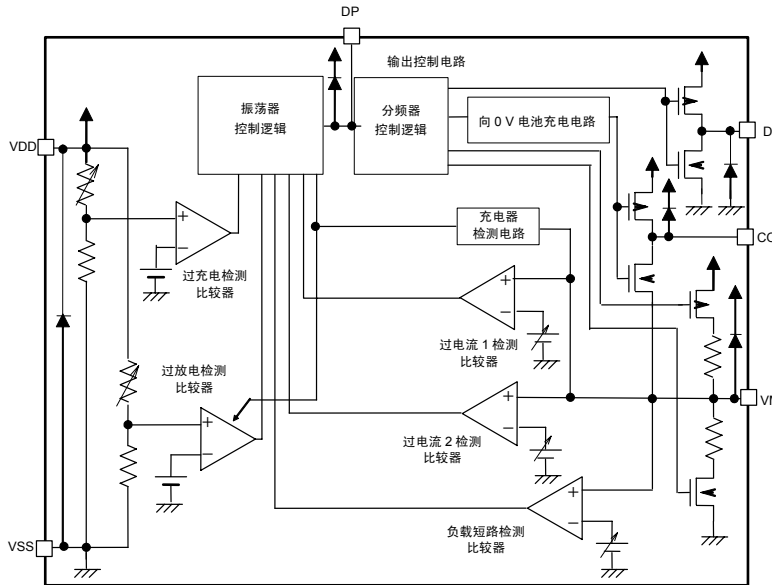 DP
输出控制电路
振荡器
控制逻辑
分频器
控制逻辑
向 0 V 电池充电电路
VDD
D
充电器
检测电路
CO
+
−
过充电检测
比较器
+
−
过电流 1 检测
比较器
过放电检测
比较器
+
−
+
−
过电流 2 检测
比较器
VM
+
−
负载短路检测
比较器
VSS